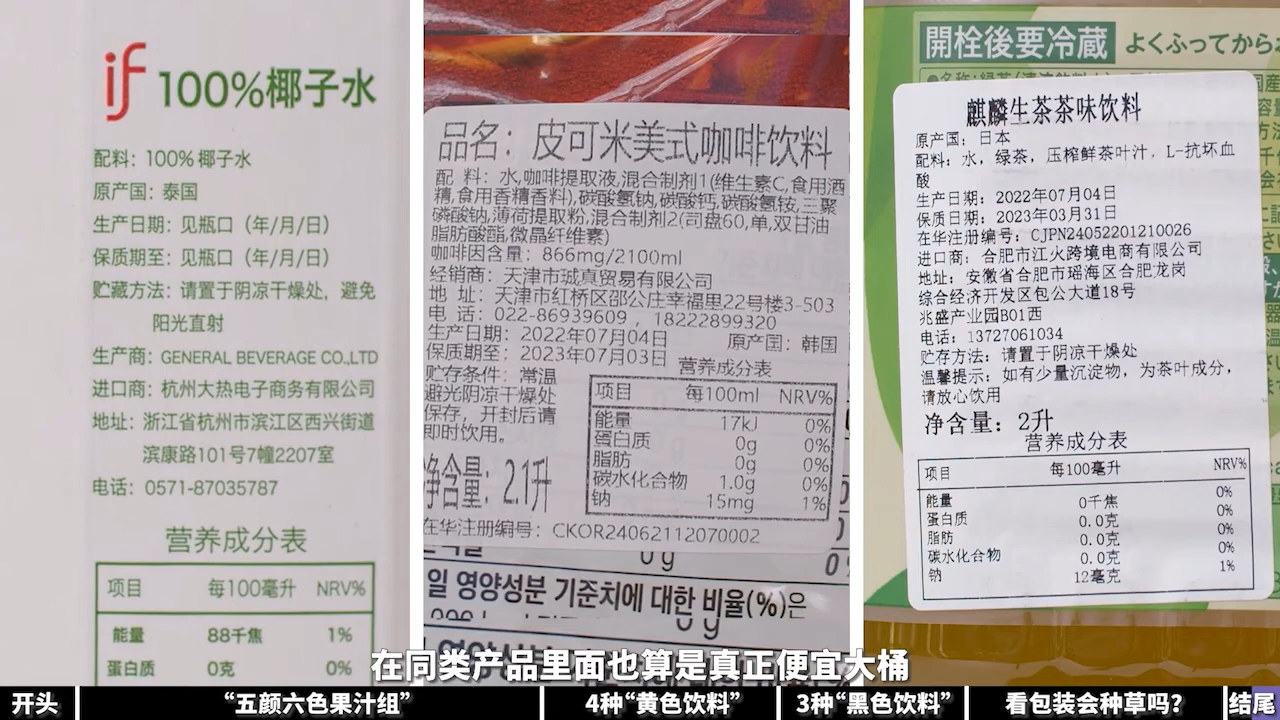 if 100%椰子水
配料：100%椰子水
原产国：泰国
生产日期：见瓶口（年/月/日）
保质期至：见瓶口（年/月/日）
贮藏方法：请置于阴凉干燥处，避免
阳光直射
生产商：GENERAL BEVERAGE CO.,LTD
进口商：杭州大热电子商务有限公司
地址：浙江省杭州市滨江区西兴街道
滨康路101号7幢2207室
电话：0571-87035787
营养成分表
项目 每100毫升 NRV%
能量 88千焦 1%
蛋白质 0克 0%
品名：皮可米美式咖啡饮料
配 料：水,咖啡提取液,混合制剂1(维生素C,食用酒
精,食用香精香料),碳酸氢钠,碳酸钙,碳酸氢铵,三聚
磷酸钠,薄荷提取粉,混合制剂2(司盘60,单,双甘油
脂肪酸酯,微晶纤维素)
咖啡因含量：866mg/2100ml
经销商：天津市珹真贸易有限公司
地 址：天津市红桥区邵公庄幸福里22号楼3-503
电 话：022-86939609 ，18222899320
生产日期：2022年07月04日 原产国：韩国
保质期至：2023年07月03日
贮存条件：常温
避光阴凉干燥处
保存，开封后请
即时饮用。
净含量：2.1升
营养成分表
项目 每100ml NRV%
能量 17kJ 0%
蛋白质 0g 0%
脂肪 0g 0%
碳水化合物 1.0g 0%
钠 15mg 1%
在华注册编号：CKOR24062112070002
0g
일 영양성분 기준치에 대한 비율(%)은
開栓後要冷蔵 よくふってから
麒麟生茶茶味饮料
原产国：日本
配料：水，绿茶，压榨鲜茶叶汁，L-抗坏血
酸
生产日期：2022年07月04日
保质日期：2023年03月31日
在华注册编号：CJPN24052201210026
进口商：合肥市江火跨境电商有限公司
地址：安徽省合肥市瑶海区合肥龙岗
综合经济开发区包公大道18号
兆盛产业园B01西
电话：13727061034
贮存方法：请置于阴凉干燥处
温馨提示：如有少量沉淀物，为茶叶成分，
请放心饮用
净含量：2升
营养成分表
项目 每100毫升 NRV%
能量 0千焦 0%
蛋白质 0.0克 0%
脂肪 0.0克 0%
碳水化合物 0.0克 0%
钠 12毫克 1%
在同类产品里面也算是真正便宜大桶
开头 “五颜六色果汁组” 4种“黄色饮料” 3种“黑色饮料” 看包装会种草吗? 结尾